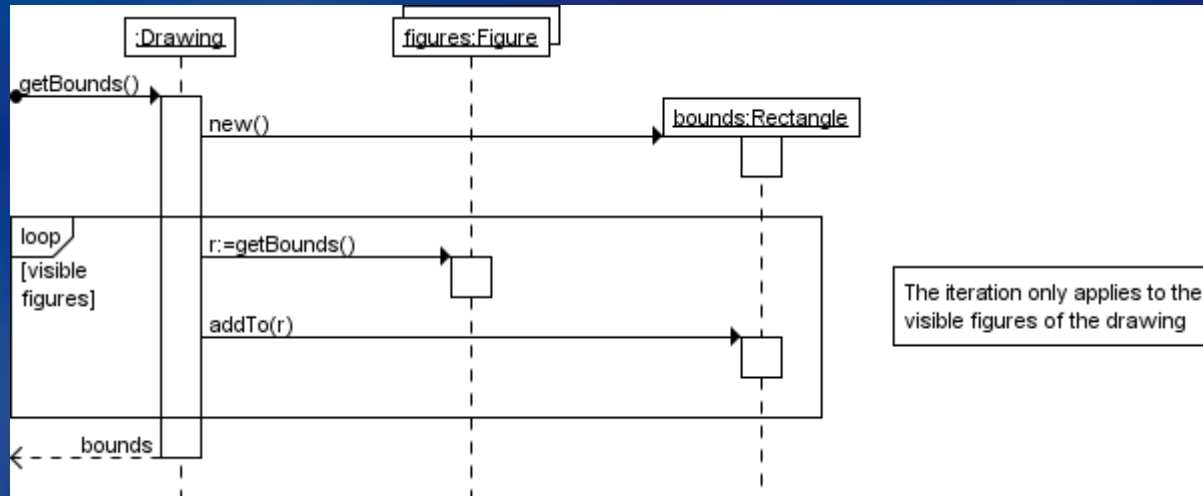 :Drawing
figures:Figure
getBounds()
bounds:Rectangle
new()
loop
[visible
figures]
r:=getBounds()
The iteration only applies to the
visible figures of the drawing
addTo(r)
bounds